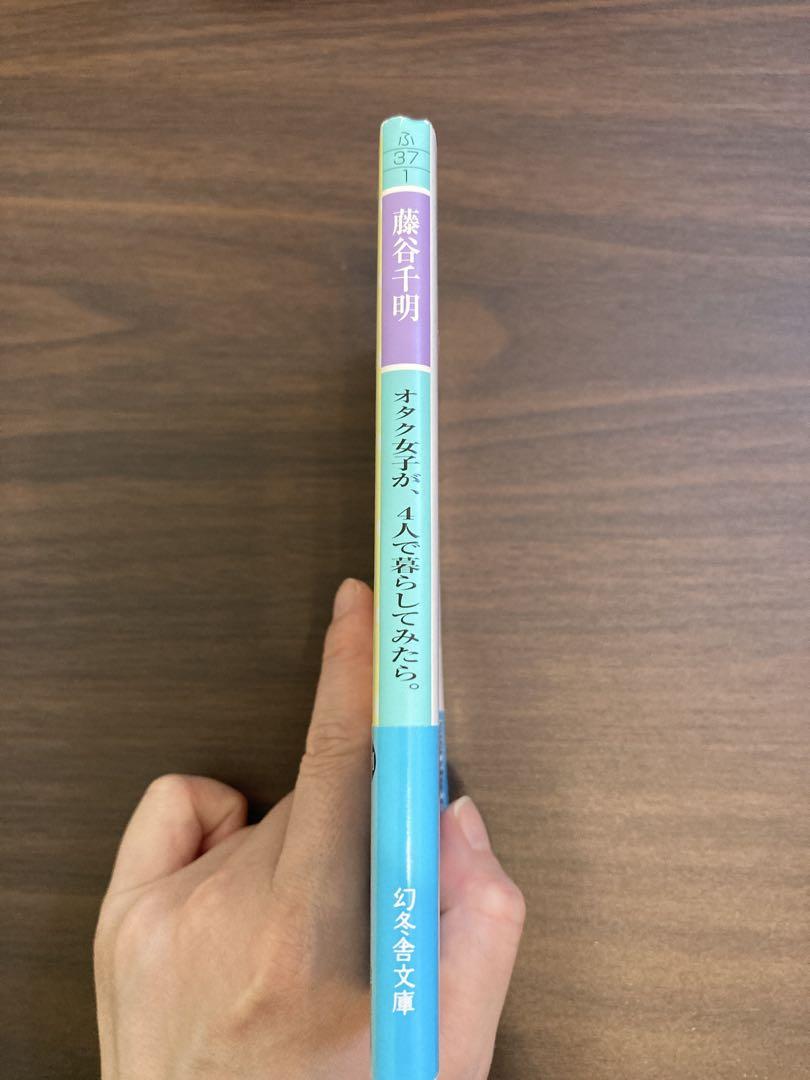 ふ
37
1
藤谷千明
オタク女子が、4人で暮らしてみたら。
幻冬舎文庫